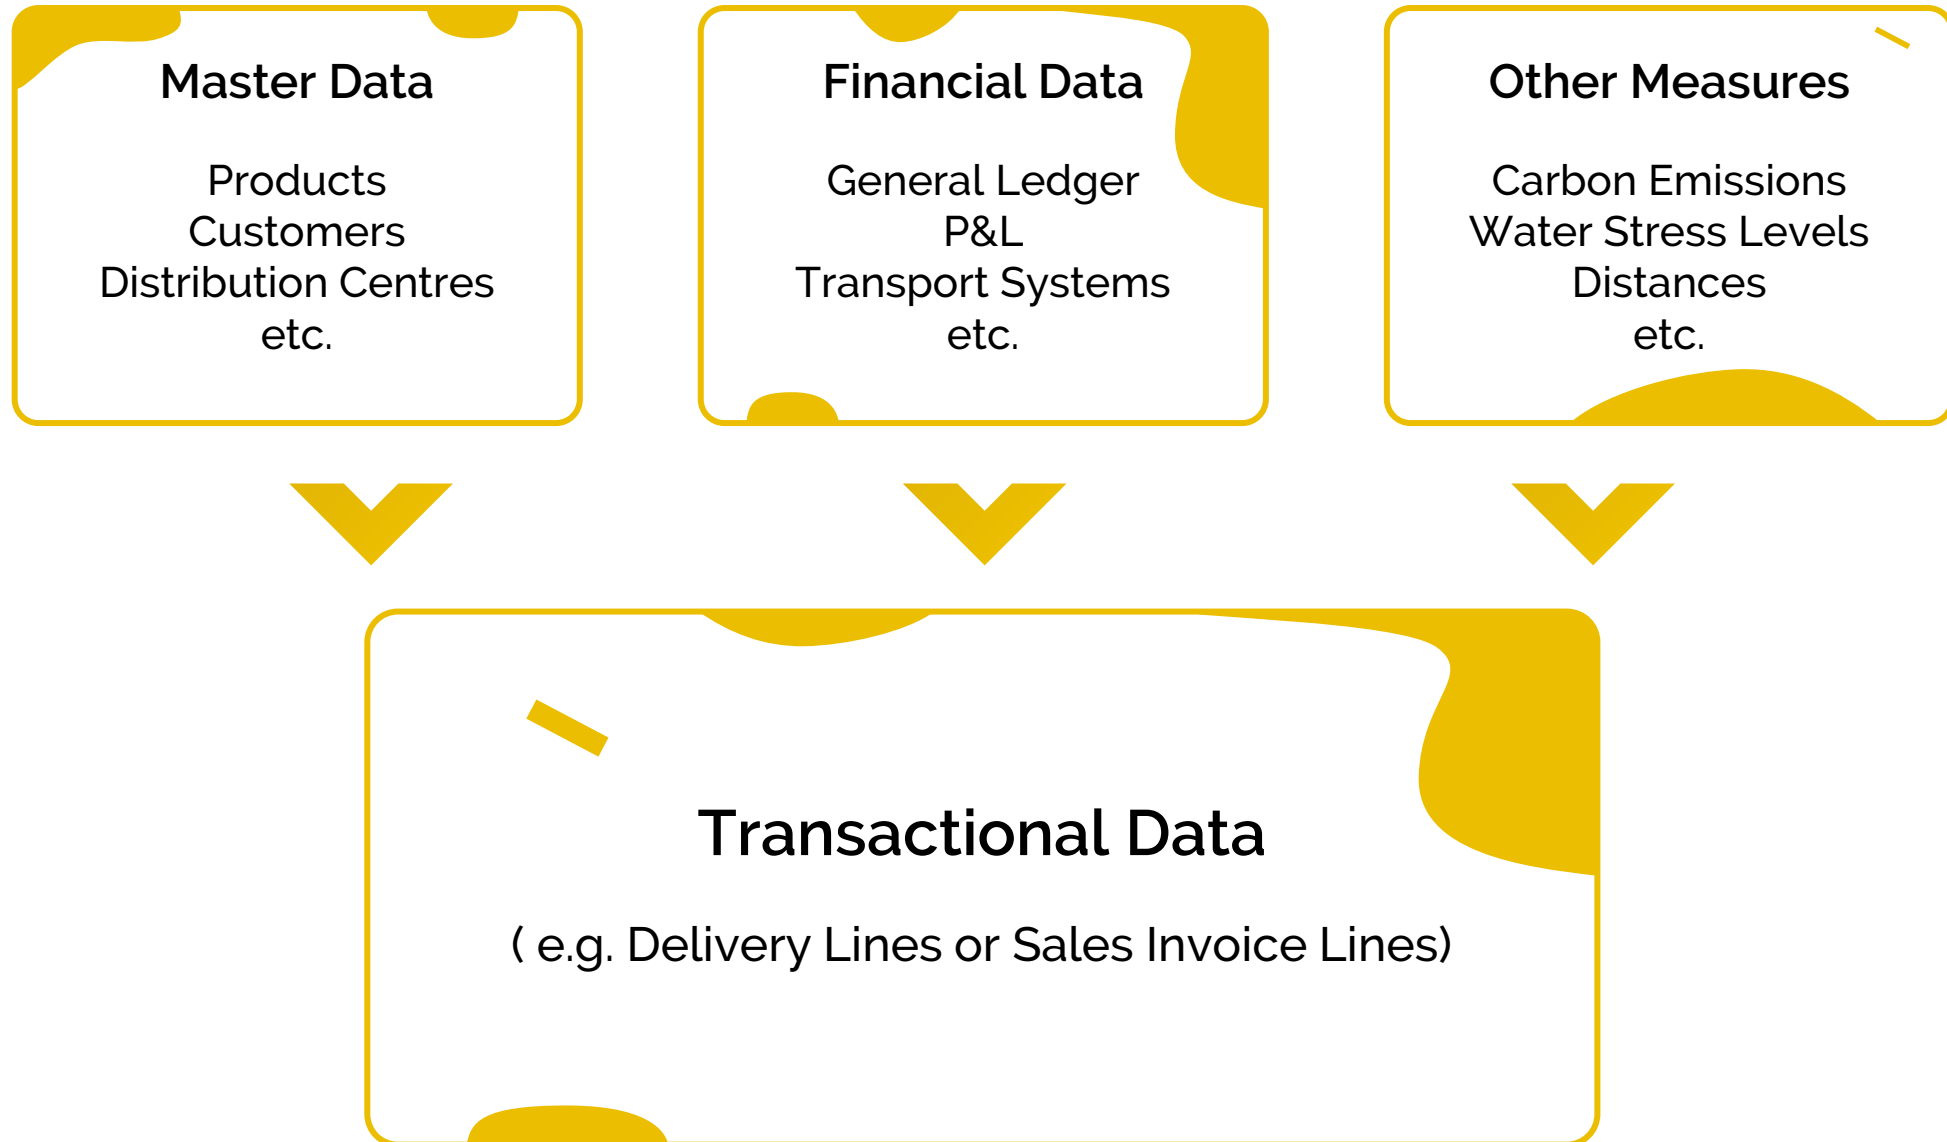 Master Data
Products
Customers
Distribution Centres
etc.
Financial Data
General Ledger
P&L
Transport Systems
etc.
Other Measures
Carbon Emissions
Water Stress Levels
Distances
etc.
Transactional Data
( e.g. Delivery Lines or Sales Invoice Lines)